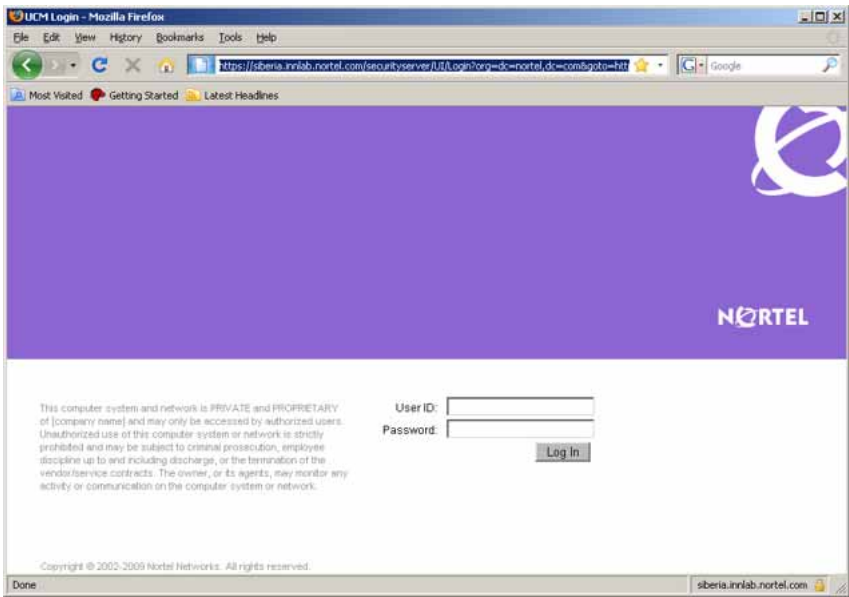 UCM Login - Mozilla Firefox
File Edit View History Bookmarks Tools Help
https://siberia.innlab.nortel.com/securityserver/UI/Login?org=dc=nortel,dc=com&goto=htt
Google
Most Visited Getting Started Latest Headlines
NORTEL
This computer system and network is PRIVATE and PROPRIETARY
of [company name] and may only be accessed by authorized users.
Unauthorized use of this computer system or network is strictly
prohibited and may be subject to criminal prosecution, employee
discipline up to and including discharge, or the termination of the
vendor/service contracts. The owner, or its agents, may monitor any
activity or communication on the computer system or network.
User ID:
Password:
Log In
Copyright © 2002-2009 Nortel Networks. All rights reserved.
Done
siberia.innlab.nortel.com